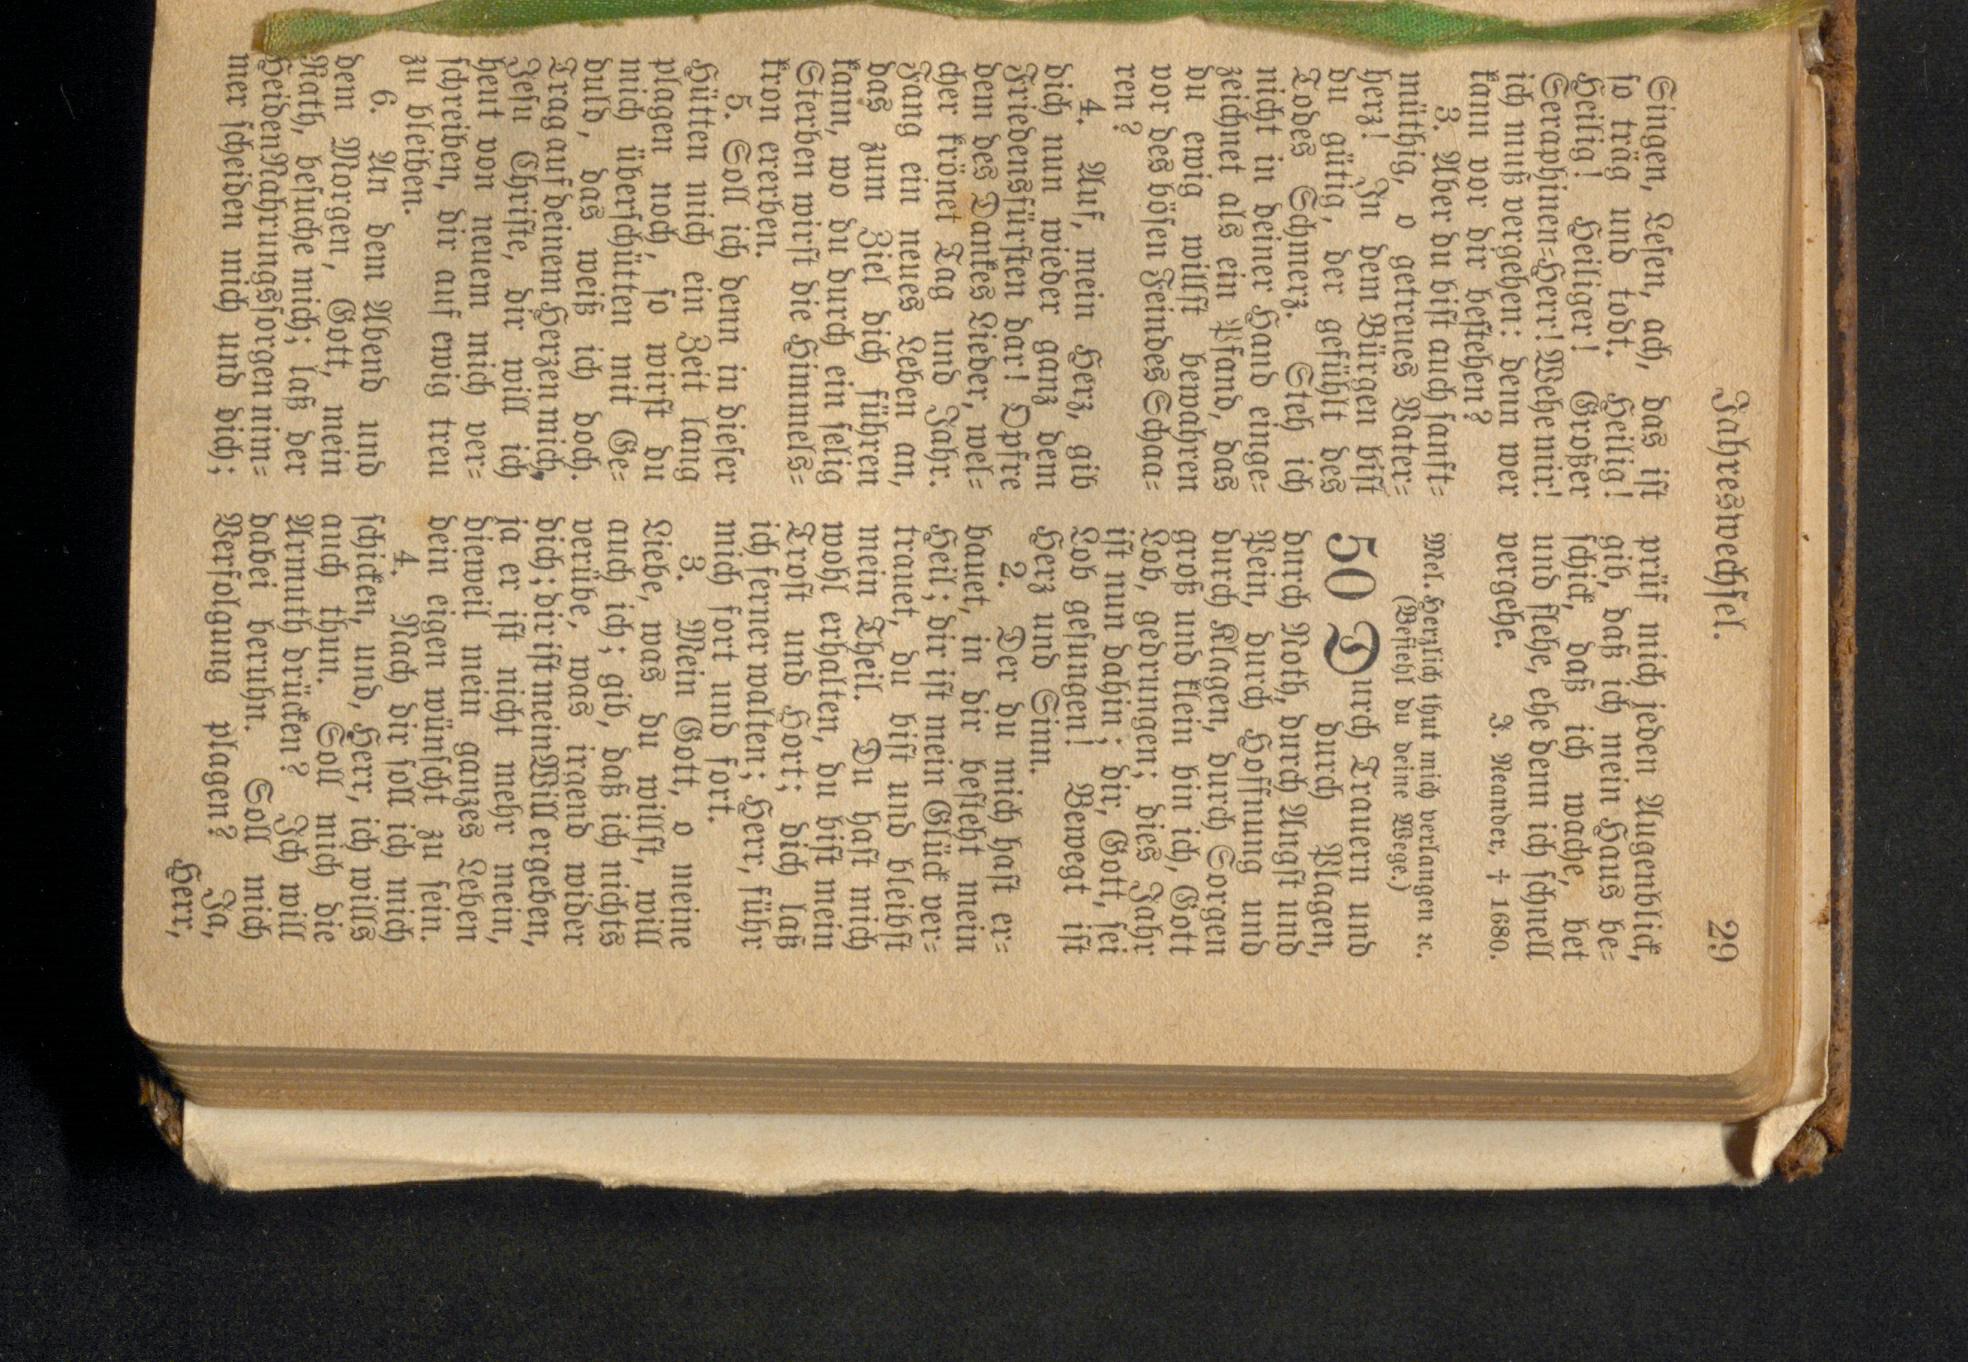 Jahreswechsel. 29
Singen, Lesen, ach, das ist
so träg und todt. Heilig!
Heilig! Heiliger! Großer
Seraphinen=Herr! Wehe mir!
ich muß vergehen: denn wer
kann vor dir bestehen?
3. Aber du bist auch sanft=
müthig, o getreues Vater=
herz! In dem Bürgen bist
du gütig, der gefühlt des
Todes Schmerz. Steh ich
nicht in deiner Hand einge=
zeichnet als ein Pfand, das
du ewig willst bewahren
vor des bösen Feindes Schaa=
ren?
4. Auf, mein Herz, gib
dich nun wieder ganz dem
Friedensfürsten dar! Opfre
dem des Dankes Lieder, wel=
cher krönet Tag und Jahr.
Fang ein neues Leben an,
das zum Ziel dich führen
kann, wo du durch ein selig
Sterben wirst die Himmels=
kron ererben.
5. Soll ich denn in dieser
Hütten mich ein Zeit lang
plagen noch, so wirst du
mich überschütten mit Ge=
duld, das weiß ich doch.
Trag auf deinem Herzen mich,
Jesu Christe, dir will ich
heut von neuem mich ver=
schreiben, dir auf ewig treu
zu bleiben.
6. An dem Abend und
dem Morgen, Gott, mein
Rath, besuche mich; laß der
Heiden Nahrungssorgen nim=
mer scheiden mich und dich;
prüf mich jeden Augenblick,
gib, daß ich mein Haus be=
schick, daß ich wache, bet
und flehe, ehe denn ich schnell
vergehe. J. Neander, † 1680.
Mel. Herzlich thut mich verlangen ꝛc.
(Befiehl du deine Wege.)
50 Durch Trauern und
durch Plagen,
durch Noth, durch Angst und
Pein, durch Hoffnung und
durch Klagen, durch Sorgen
groß und klein bin ich, Gott
Lob, gedrungen; dies Jahr
ist nun dahin; dir, Gott, sei
Lob gesungen! Bewegt ist
Herz und Sinn.
2. Der du mich hast er=
bauet, in dir besteht mein
Heil; dir ist mein Glück ver=
trauet, du bist und bleibst
mein Theil. Du hast mich
wohl erhalten, du bist mein
Trost und Hort; dich laß
ich ferner walten; Herr, führ
mich fort und fort.
3. Mein Gott, o meine
Liebe, was du willst, will
auch ich; gib, daß ich nichts
verübe, was irgend wider
dich; dir ist mein Will ergeben,
ja er ist nicht mehr mein,
dieweil mein ganzes Leben
dein eigen wünscht zu sein.
4. Nach dir soll ich mich
schicken, und, Herr, ich wills
auch thun. Soll mich die
Armuth drücken? Ich will
dabei beruhn. Soll mich
Verfolgung plagen? Ja,
Herr,